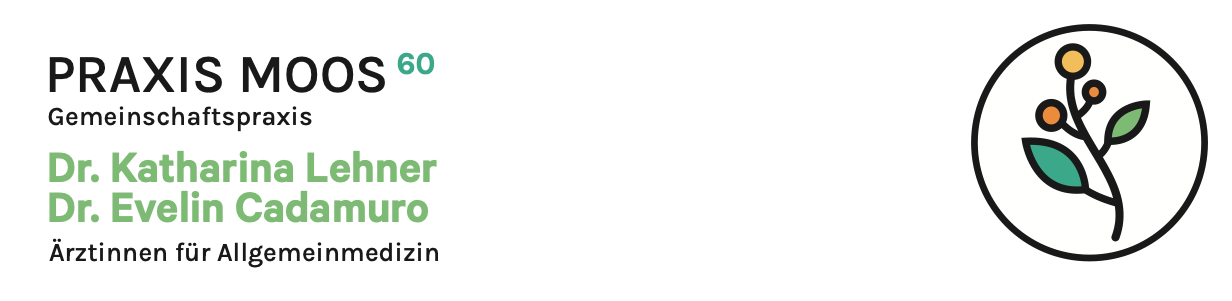 PRAXIS MOOS 60
Gemeinschaftspraxis
Dr. Katharina Lehner
Dr. Evelin Cadamuro
Ärztinnen für Allgemeinmedizin